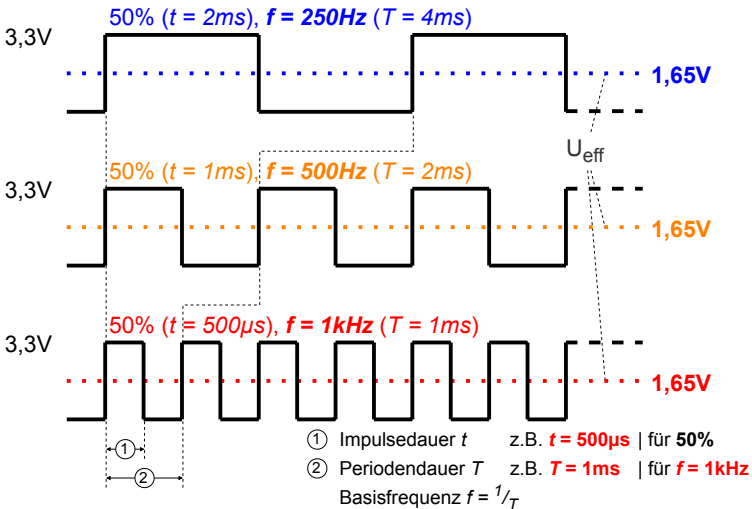 50% (t = 2ms), f = 250Hz (T = 4ms)
3,3V
1,65V
U_eff
50% (t = 1ms), f = 500Hz (T = 2ms)
3,3V
1,65V
50% (t = 500µs), f = 1kHz (T = 1ms)
3,3V
1,65V
① Impulsedauer t z.B. t = 500µs | für 50%
② Periodendauer T z.B. T = 1ms | für f = 1kHz
Basisfrequenz f = 1/T
①
②